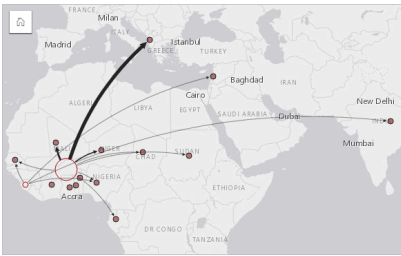 FRANCE
Milan
ITALY
Madrid
Istanbul
GREECE
TURKEY
Baghdad
IRAN
Cairo
ALGERIA
LIBYA
EGYPT
New Delhi
SAUDI ARABIA
Dubai
Mumbai
CHAD
SUDAN
NIGERIA
Accra
ETHIOPIA
DR CONGO
TANZANIA